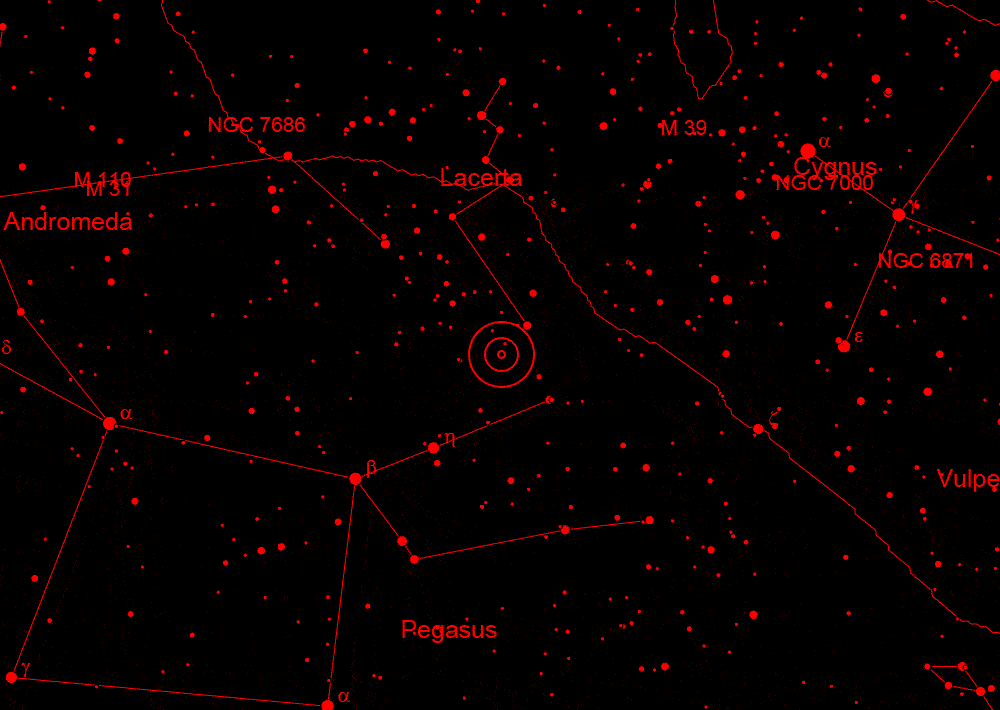 NGC 7686
M 39
α
Lacerta
Cygnus
M 110
M 31
NGC 7000
γ
Andromeda
NGC 6871
ε
δ
α
η
β
Vulpe
Pegasus
γ
α